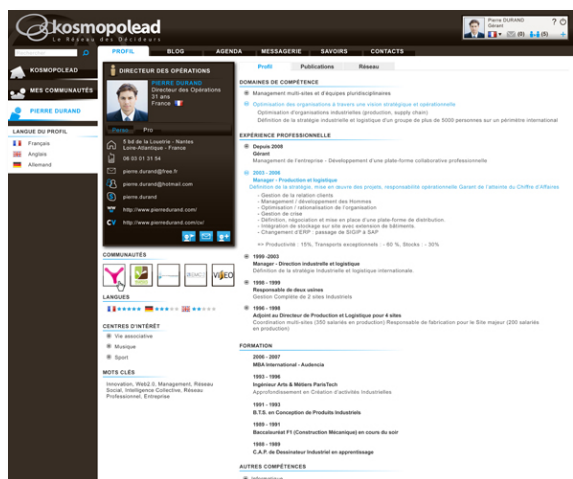 kosmopolead
Le Réseau des Décideurs
Pierre DURAND
Gérant
(0)
(5)
Rechercher
PROFIL
BLOG
AGENDA
MESSAGERIE
SAVOIRS
CONTACTS
KOSMOPOLEAD
MES COMMUNAUTÉS
PIERRE DURAND
LANGUE DU PROFIL
Français
Anglais
Allemand
DIRECTEUR DES OPÉRATIONS
PIERRE DURAND
Directeur des Opérations
31 ans
France
Perso
Pro
5 bd de la Louetrie - Nantes
Loire-Atlantique - France
06 03 01 31 94
pierre.durand@free.fr
pierre.durand@hotmail.com
pierre.durand
http://www.pierredurand.com/
CV http://www.pierredurand.com/cv/
COMMUNAUTÉS
VISEO
LANGUES
CENTRES D'INTÉRÊT
Vie associative
Musique
Sport
MOTS CLÉS
Innovation, Web2.0, Management, Réseau
Social, Intelligence Collective, Réseau
Professionnel, Entreprise
Profil
Publications
Réseau
DOMAINES DE COMPÉTENCE
Management multi-sites et d'équipes pluridisciplinaires
Optimisation des organisations à travers une vision stratégique et opérationnelle
Optimisation d'organisations industrielles (production, supply chain)
Définition de la stratégie industrielle et logistique d'un groupe de plus de 5000 personnes sur un périmètre international
EXPÉRIENCE PROFESSIONNELLE
Depuis 2009
Gérant
Management de l'entreprise - Développement d'une plate-forme collaborative professionnelle
2003 - 2009
Manager - Production et logistique
Définition de la stratégie, mise en œuvre des projets, responsabilité opérationnelle Garant de l'atteinte du Chiffre d'Affaires
- Gestion de la relation clients
- Management / développement des Hommes
- Optimisation / rationalisation de l'organisation
- Gestion de crise
- Définition, négociation et mise en place d'une plate-forme de distribution.
- Intégration de stockage sur site avec extension de bâtiments.
- Changement d'ERP : passage de SIGIP à SAP
=> Productivité : 15%, Transports exceptionnels : - 60 %, Stocks : - 30%
1999 -2003
Manager - Direction industrielle et logistique
Définition de la stratégie industrielle et logistique internationale.
1998 - 1999
Responsable de deux usines
Gestion Complète de 2 sites Industriels
1996 - 1998
Adjoint au Directeur de Production et Logistique pour 4 sites
Coordination multi-sites (350 salariés en production) Responsable de fabrication pour le Site majeur (200 salariés
en production)
FORMATION
2006 - 2007
MBA International - Audencia
1993 - 1996
Ingénieur Arts & Métiers ParisTech
Approfondissement en Création d'activités Industrielles
1991 - 1993
B.T.S. en Conception de Produits Industriels
1989 - 1991
Baccalauréat F1 (Construction Mécanique) en cours du soir
1988 - 1989
C.A.F. de Dessinateur Industriel en apprentissage
AUTRES COMPÉTENCES
Informatique